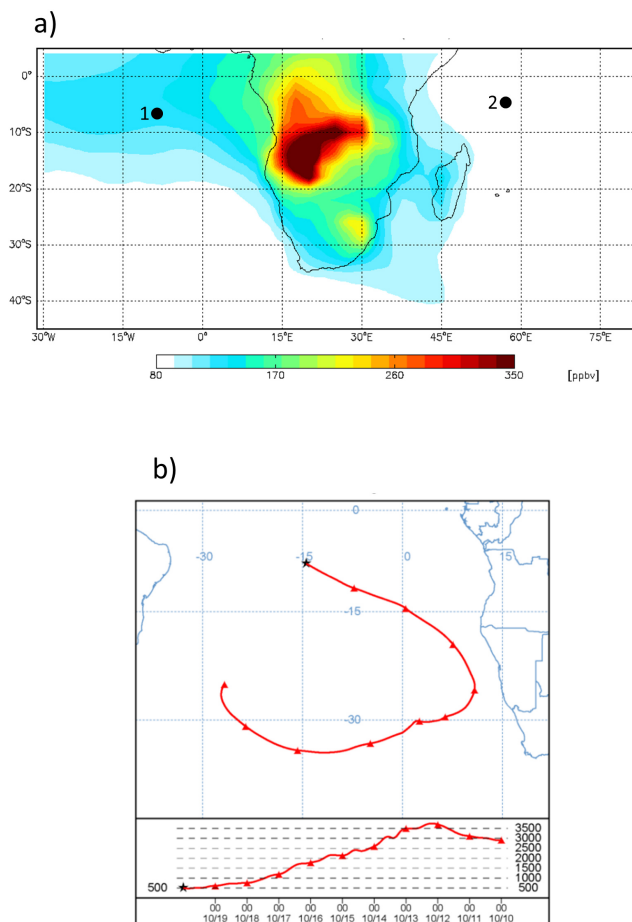 a)
0°
10°S
20°S
30°S
40°S
1
2
30°W 15°W 0° 15°E 30°E 45°E 60°E 75°E
80 170 260 350 [ppbv]
b)
0
-30 -15 0 15
-15
-30
3500
3000
2500
2000
1500
1000
500 500
00 00 00 00 00 00 00 00 00 00
10/19 10/18 10/17 10/16 10/15 10/14 10/13 10/12 10/11 10/10